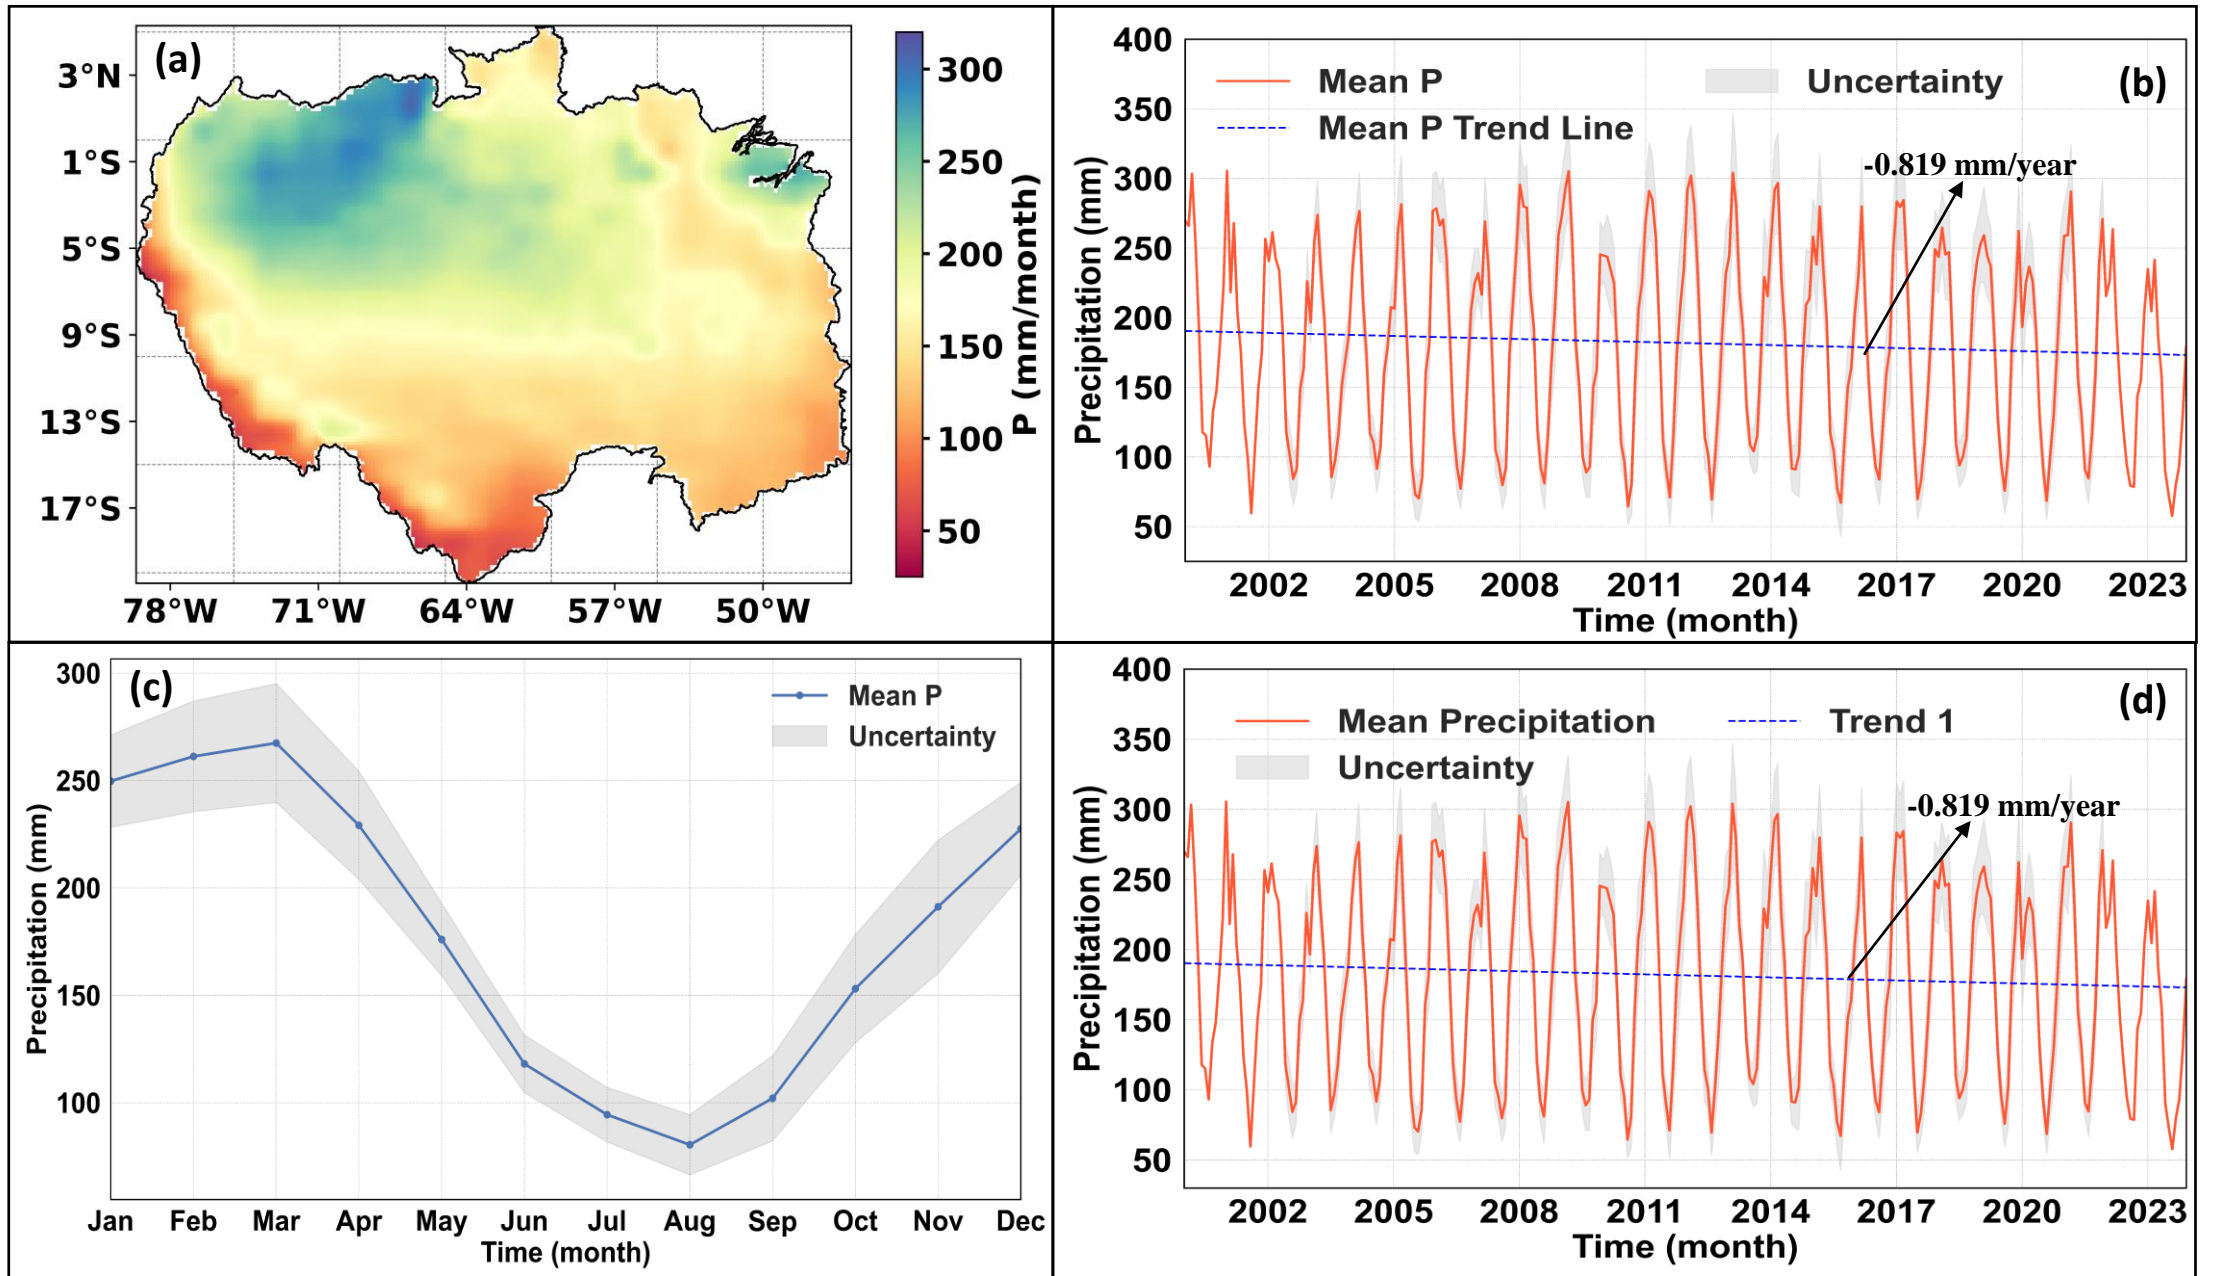 (a)
3°N
1°S
5°S
9°S
13°S
17°S
78°W 71°W 64°W 57°W 50°W
300
250
200
150
100
50
P (mm/month)
(b)
400
350
300
250
200
150
100
50
Precipitation (mm)
Mean P
Uncertainty
Mean P Trend Line
-0.819 mm/year
2002 2005 2008 2011 2014 2017 2020 2023
Time (month)
(c)
300
250
200
150
100
Precipitation (mm)
Mean P
Uncertainty
Jan Feb Mar Apr May Jun Jul Aug Sep Oct Nov Dec
Time (month)
(d)
400
350
300
250
200
150
100
50
Precipitation (mm)
Mean Precipitation
Trend 1
Uncertainty
-0.819 mm/year
2002 2005 2008 2011 2014 2017 2020 2023
Time (month)